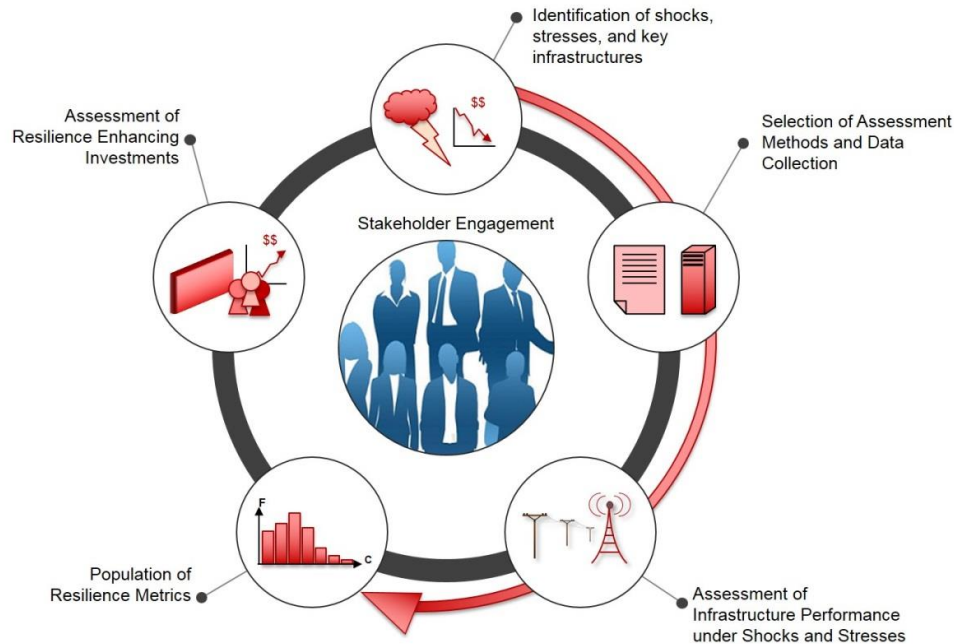 Identification of shocks,
stresses, and key
infrastructures
$$
Assessment of
Resilience Enhancing
Investments
Selection of Assessment
Methods and Data
Collection
Stakeholder Engagement
$$
F
C
Population of
Resilience Metrics
Assessment of
Infrastructure Performance
under Shocks and Stresses